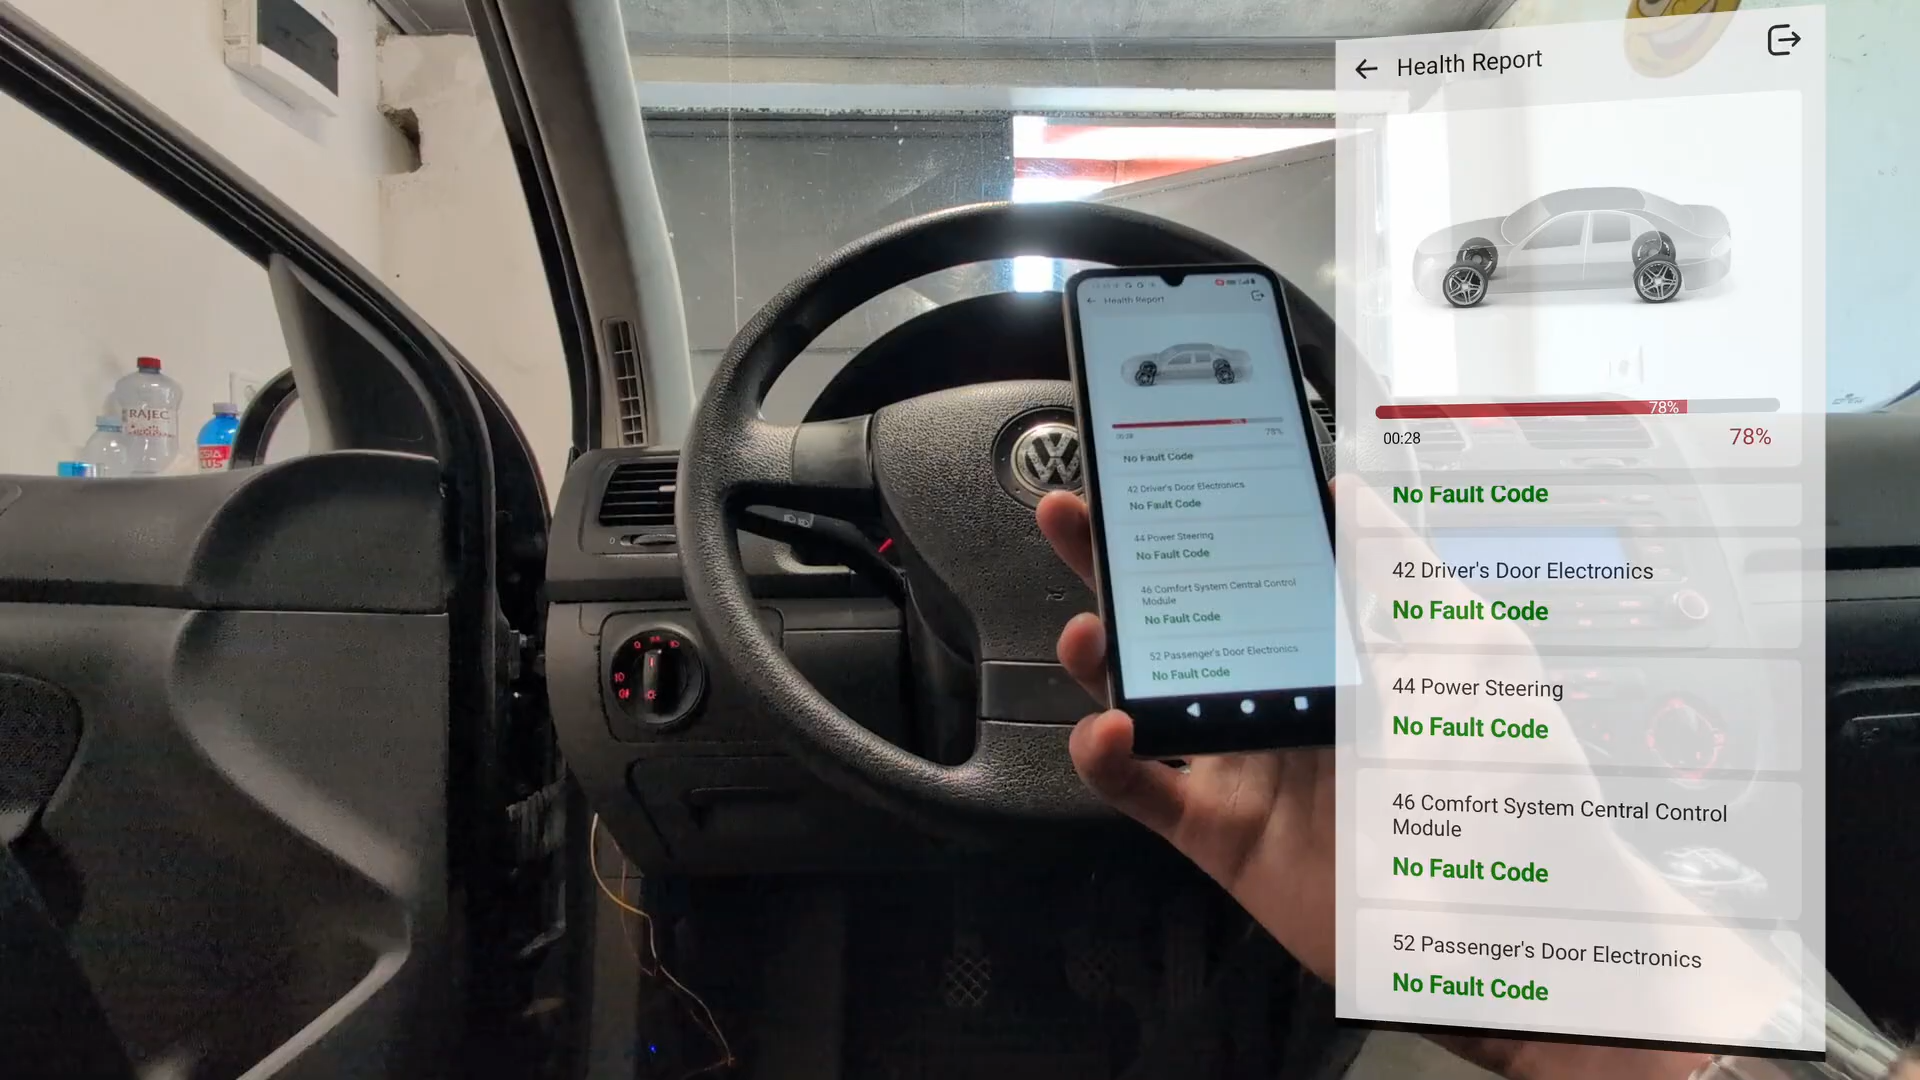 RAJEC
Health Report
00:28
78%
No Fault Code
42 Driver's Door Electronics
No Fault Code
44 Power Steering
No Fault Code
46 Comfort System Central Control
Module
No Fault Code
52 Passenger's Door Electronics
No Fault Code
Health Report
78%
00:28
78%
No Fault Code
42 Driver's Door Electronics
No Fault Code
44 Power Steering
No Fault Code
46 Comfort System Central Control
Module
No Fault Code
52 Passenger's Door Electronics
No Fault Code